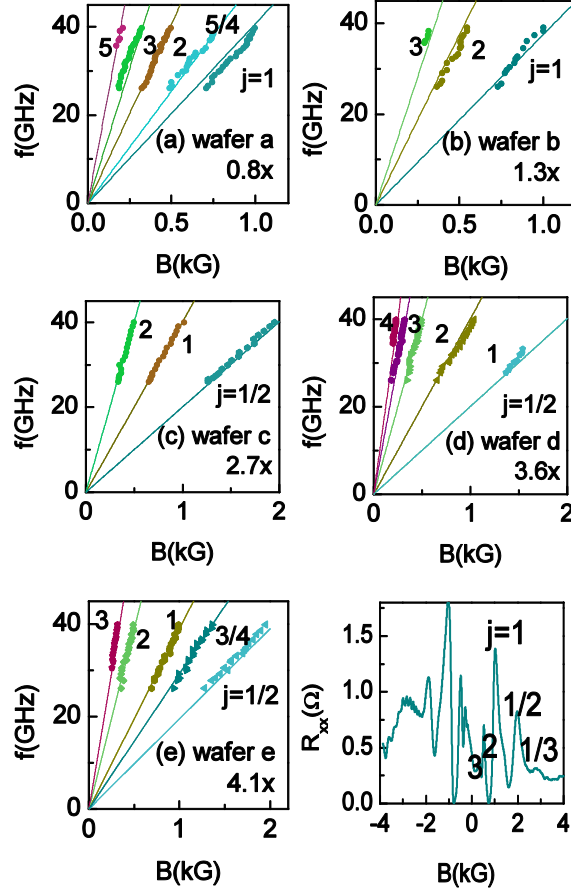 40
20
0
f(GHz)
5
3
2
5/4
j=1
(a) wafer a
0.8x
0.0
0.5
1.0
B(kG)
40
20
0
f(GHz)
3
2
j=1
(b) wafer b
1.3x
0.0
0.5
1.0
B(kG)
40
20
0
f(GHz)
2
1
j=1/2
(c) wafer c
2.7x
0
1
2
B(kG)
40
20
0
f(GHz)
4
3
2
1
j=1/2
(d) wafer d
3.6x
0
1
2
B(kG)
40
20
0
f(GHz)
3
2
1
3/4
j=1/2
(e) wafer e
4.1x
0
1
2
B(kG)
1.5
1.0
0.5
0.0
Rxx(Ω)
j=1
1/2
1/3
2
3
-4
-2
0
2
4
B(kG)